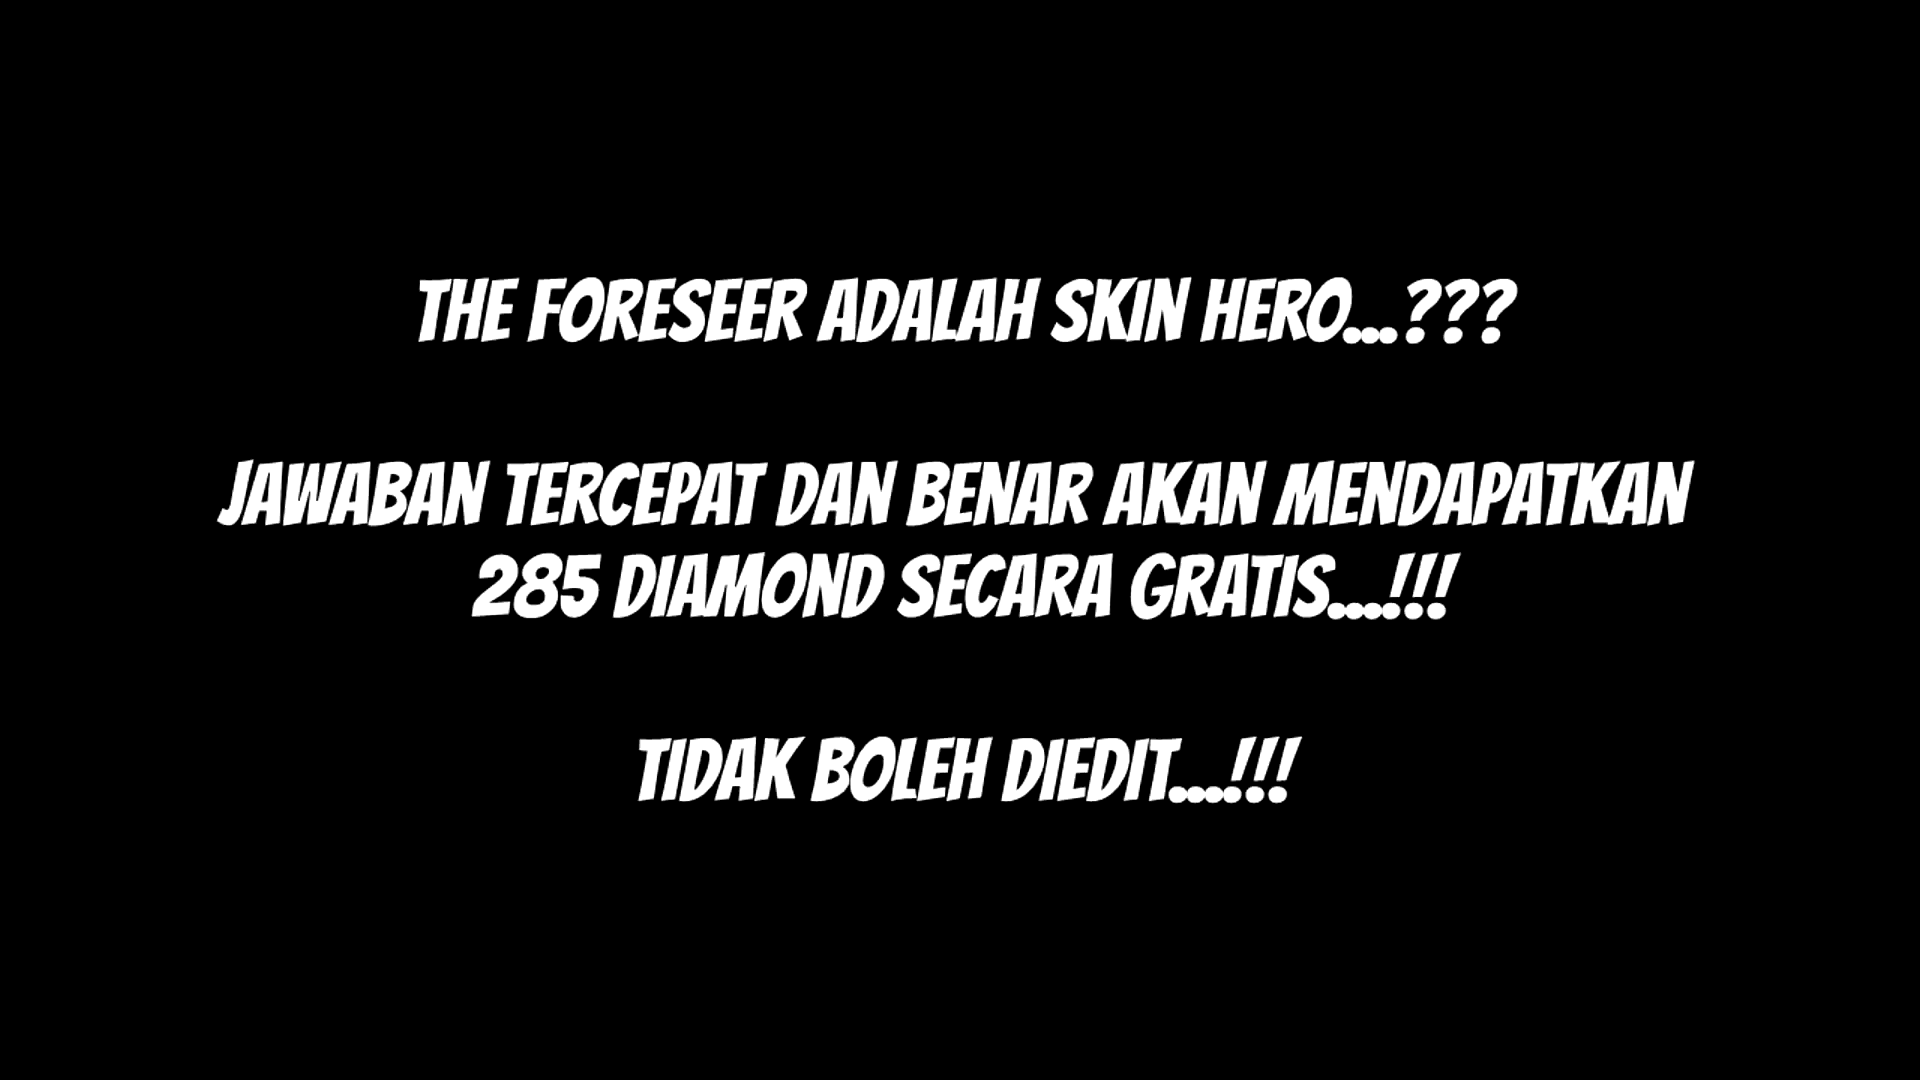 THE FORESEER ADALAH SKIN HERO...???
JAWABAN TERCEPAT DAN BENAR AKAN MENDAPATKAN
285 DIAMOND SECARA GRATIS....!!!
TIDAK BOLEH DIEDIT....!!!